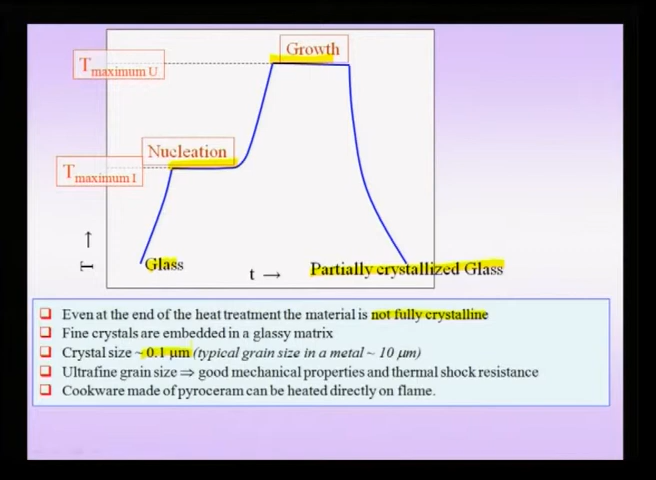 Growth
T maximum U
Nucleation
T maximum I
T →
Glass
t →
Partially crystallized Glass
Even at the end of the heat treatment the material is not fully crystalline
Fine crystals are embedded in a glassy matrix
Crystal size ~ 0.1 μm (typical grain size in a metal ~ 10 μm)
Ultrafine grain size ⇒ good mechanical properties and thermal shock resistance
Cookware made of pyroceram can be heated directly on flame.